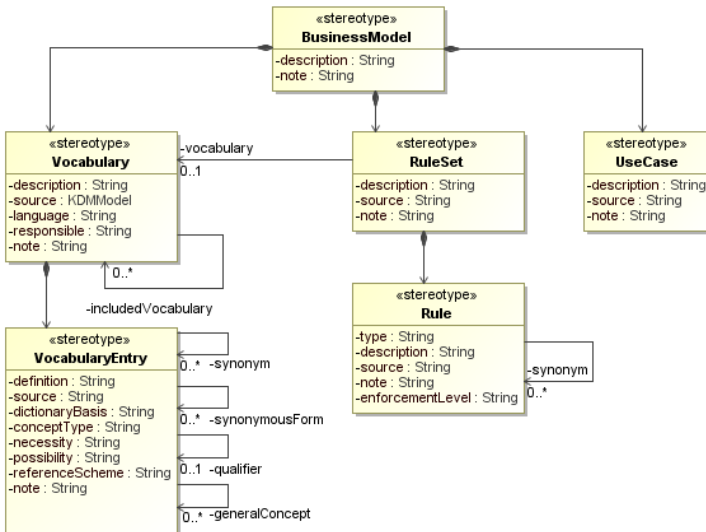 «stereotype»
BusinessModel
-description : String
-note : String
«stereotype»
Vocabulary
-description : String
-source : KDMModel
-language : String
-responsible : String
-note : String
-vocabulary
0..1
«stereotype»
RuleSet
-description : String
-source : String
-note : String
«stereotype»
UseCase
-description : String
-source : String
-note : String
0..*
-includedVocabulary
«stereotype»
VocabularyEntry
-definition : String
-source : String
-dictionaryBasis : String
-conceptType : String
-necessity : String
-possibility : String
-referenceScheme : String
-note : String
0..* -synonym
0..* -synonymousForm
0..1 -qualifier
0..* -generalConcept
«stereotype»
Rule
-type : String
-description : String
-source : String
-note : String
-enforcementLevel : String
-synonym
0..*